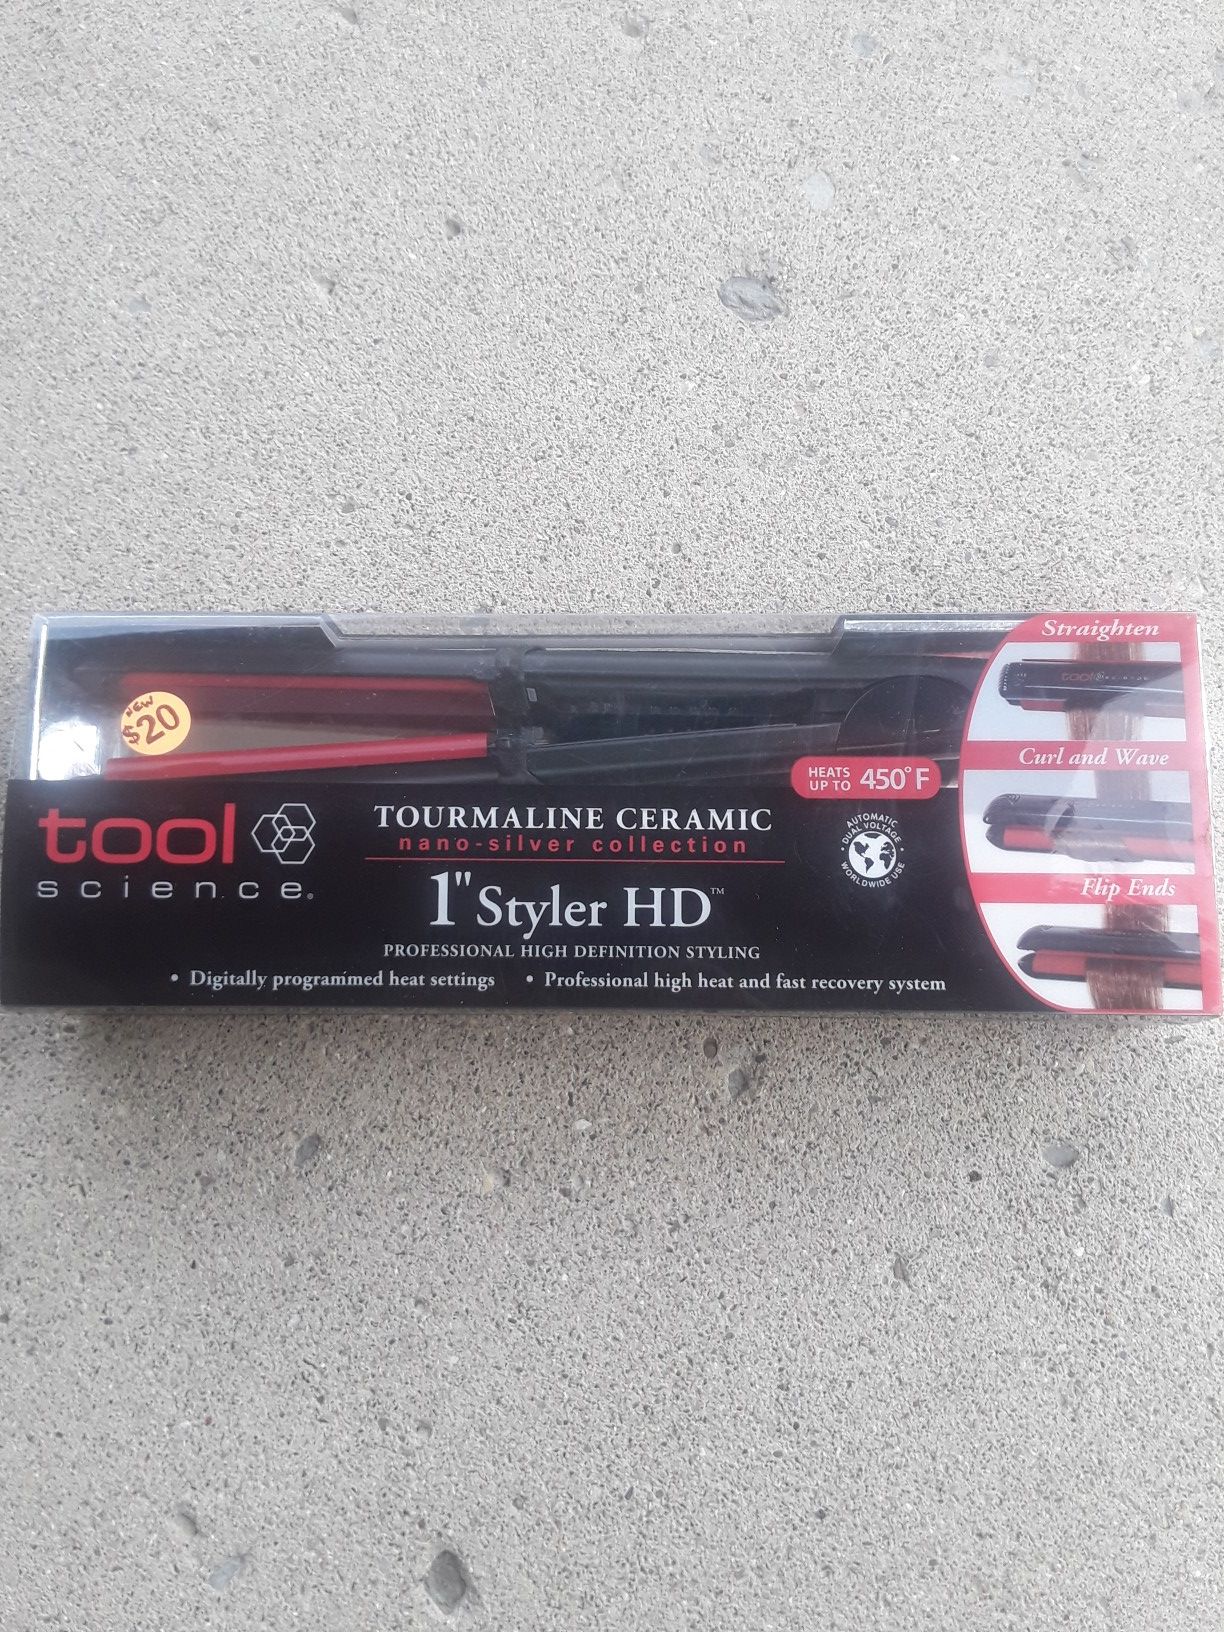 Straighten
tool science
NEW
$20
Curl and Wave
HEATS
UP TO 450°F
tool
science®
TOURMALINE CERAMIC
nano-silver collection
1" Styler HD™
PROFESSIONAL HIGH DEFINITION STYLING
• Digitally programmed heat settings • Professional high heat and fast recovery system
AUTOMATIC
DUAL VOLTAGE
WORLDWIDE USE
Flip Ends